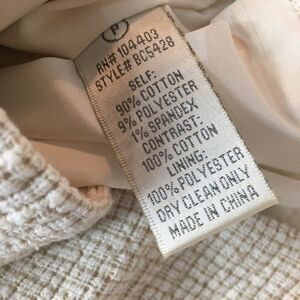 P
RN# 104403
STYLE# BC5428
SELF:
90% COTTON
9% POLYESTER
1% SPANDEX
CONTRAST:
100% COTTON
LINING:
100% POLYESTER
DRY CLEAN ONLY
MADE IN CHINA